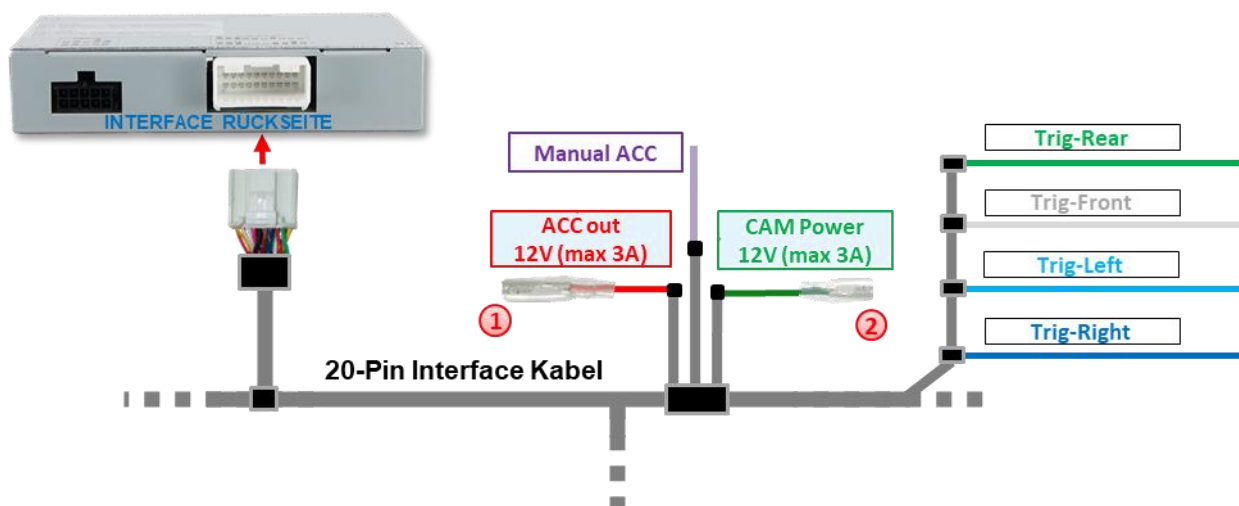 INTERFACE RÜCKSEITE
Manual ACC
ACC out
12V (max 3A)
CAM Power
12V (max 3A)
1
2
Trig-Rear
Trig-Front
Trig-Left
Trig-Right
20-Pin Interface Kabel